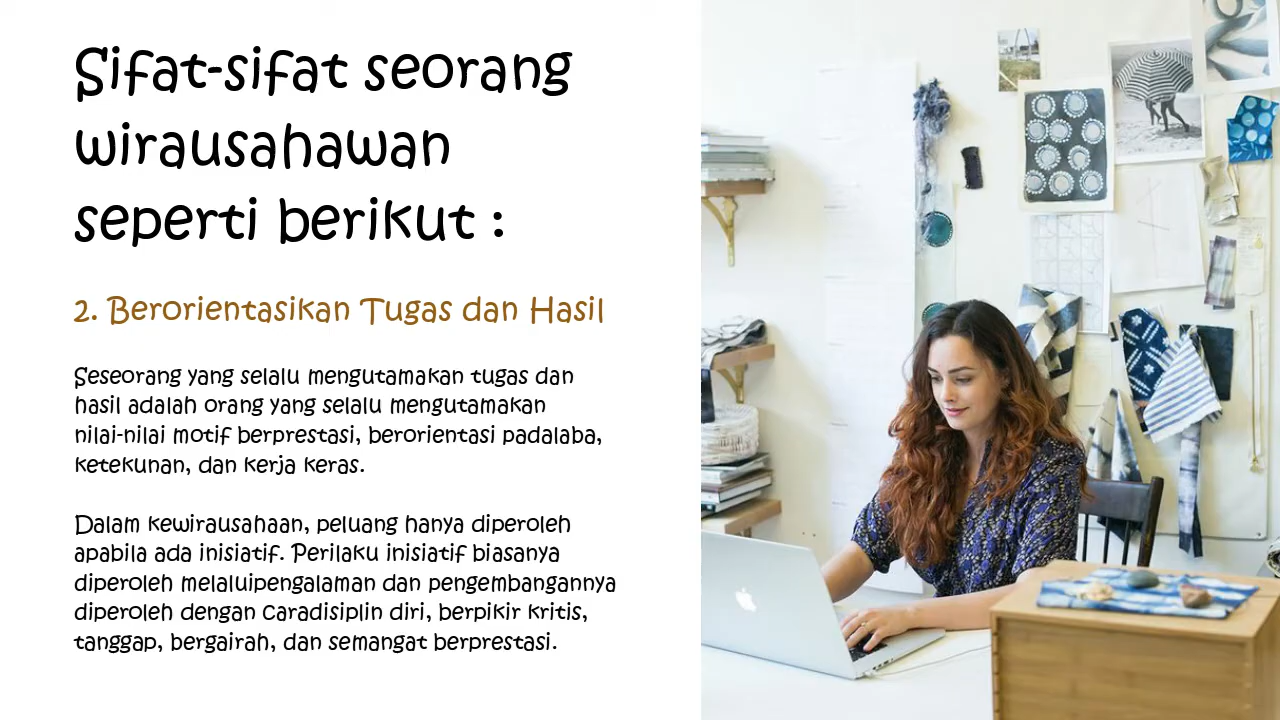 Sifat-sifat seorang
wirausahawan
seperti berikut :
2. Berorientasikan Tugas dan Hasil
Seseorang yang selalu mengutamakan tugas dan
hasil adalah orang yang selalu mengutamakan
nilai-nilai motif berprestasi, berorientasi padalaba,
ketekunan, dan kerja keras.
Dalam kewirausahaan, peluang hanya diperoleh
apabila ada inisiatif. Perilaku inisiatif biasanya
diperoleh melaluipengalaman dan pengembangannya
diperoleh dengan caradisiplin diri, berpikir kritis,
tanggap, bergairah, dan semangat berprestasi.